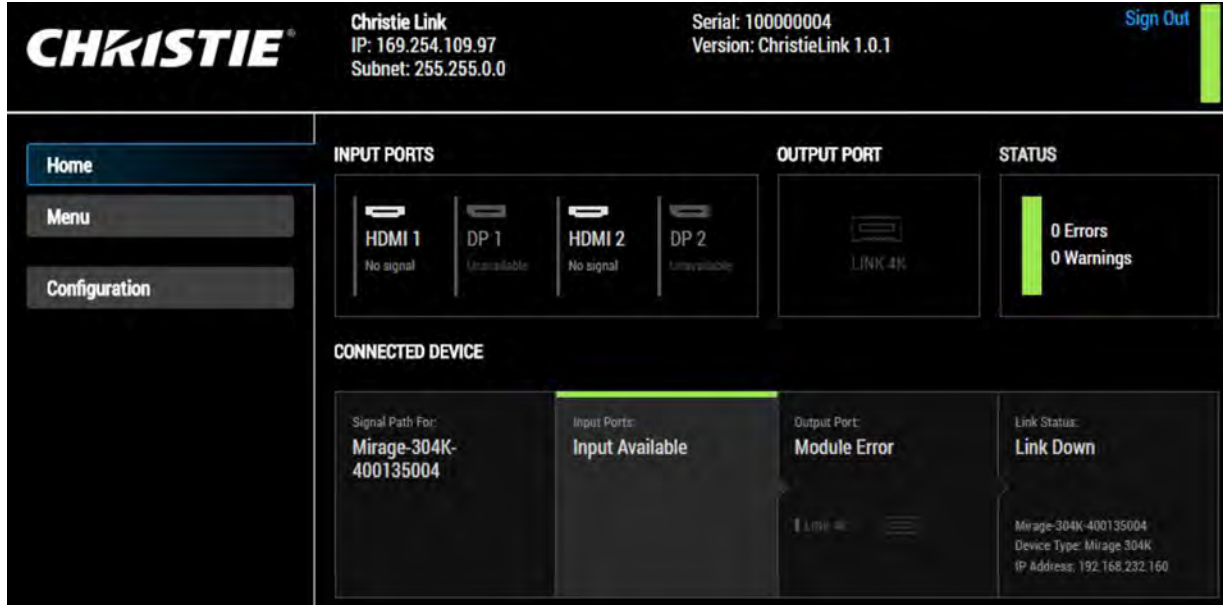 CHRISTIE®
Christie Link
IP: 169.254.109.97
Subnet: 255.255.0.0
Serial: 100000004
Version: ChristieLink 1.0.1
Sign Out
Home
Menu
Configuration
INPUT PORTS
HDMI 1
No signal
DP 1
Unavailable
HDMI 2
No signal
DP 2
Unavailable
OUTPUT PORT
LINK 4K
STATUS
0 Errors
0 Warnings
CONNECTED DEVICE
Signal Path For:
Mirage-304K-
400135004
Input Ports:
Input Available
Output Port:
Module Error
LINK 4K
Link Status:
Link Down
Mirage-304K-400135004
Device Type: Mirage 304K
IP Address: 192.168.232.160